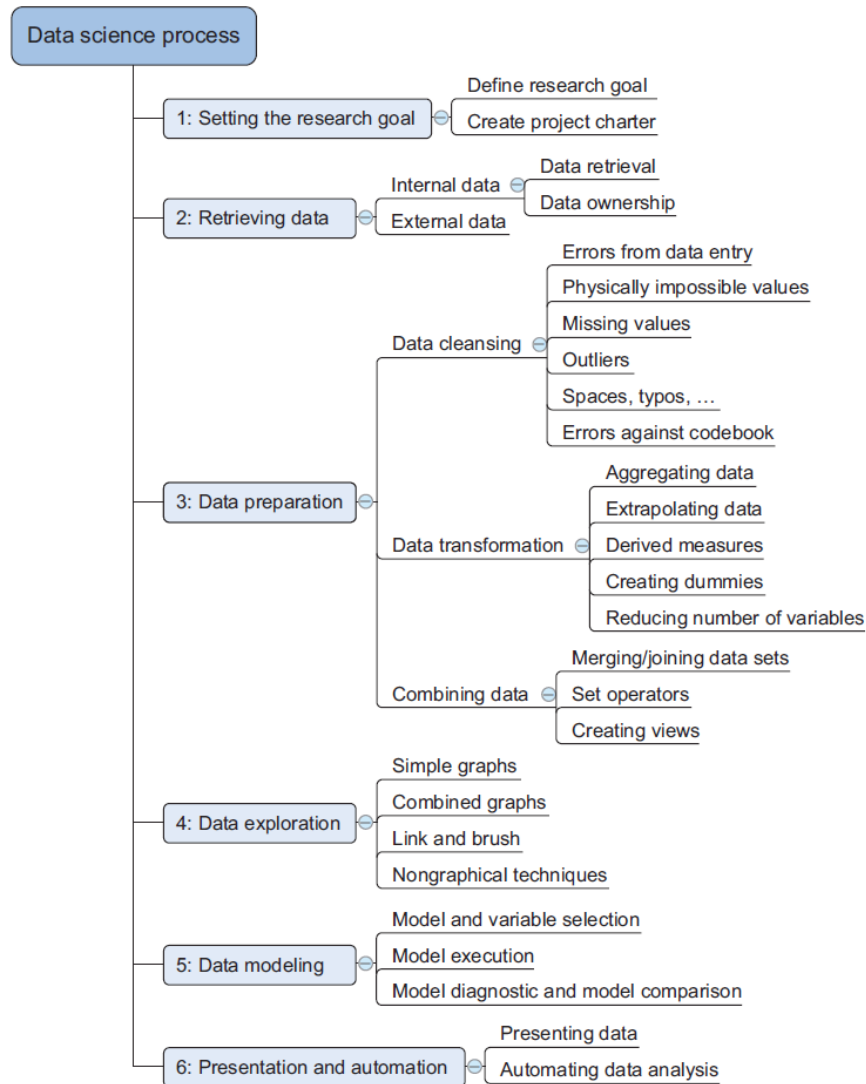 Data science process
1: Setting the research goal
Define research goal
Create project charter
2: Retrieving data
Internal data
Data retrieval
Data ownership
External data
3: Data preparation
Data cleansing
Errors from data entry
Physically impossible values
Missing values
Outliers
Spaces, typos, …
Errors against codebook
Data transformation
Aggregating data
Extrapolating data
Derived measures
Creating dummies
Reducing number of variables
Combining data
Merging/joining data sets
Set operators
Creating views
4: Data exploration
Simple graphs
Combined graphs
Link and brush
Nongraphical techniques
5: Data modeling
Model and variable selection
Model execution
Model diagnostic and model comparison
6: Presentation and automation
Presenting data
Automating data analysis